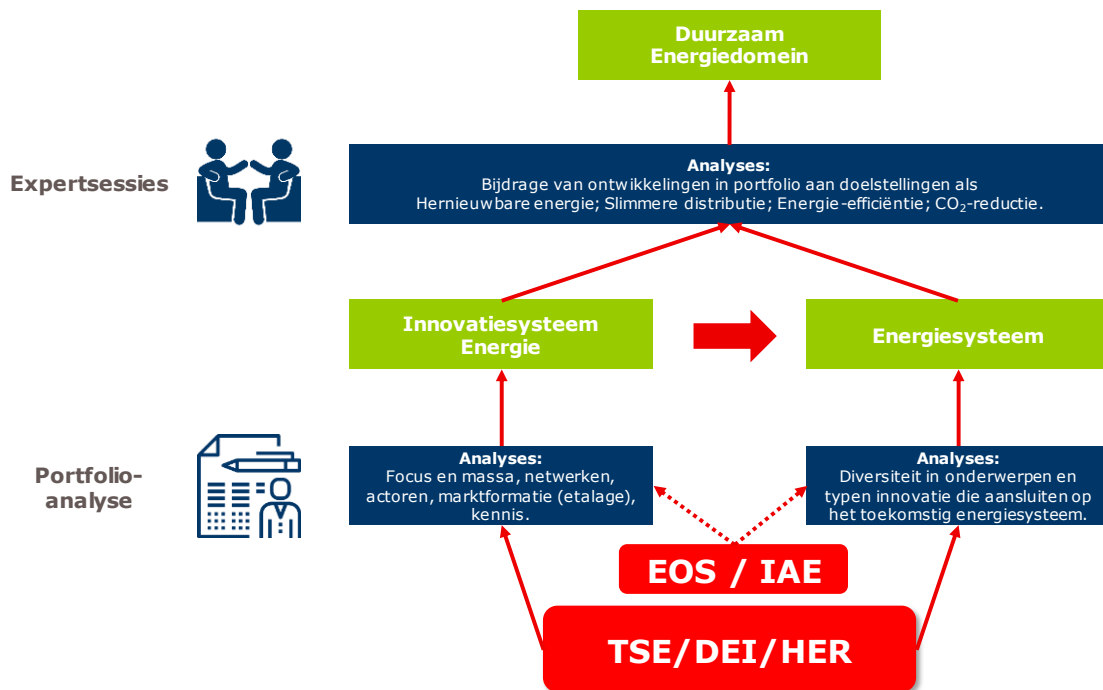 Duurzaam
Energiedomein
Expertsessies
Analyses:
Bijdrage van ontwikkelingen in portfolio aan doelstellingen als
Hernieuwbare energie; Slimmere distributie; Energie-efficiëntie; CO₂-reductie.
Innovatiesysteem
Energie
Energiesysteem
Portfolio-
analyse
Analyses:
Focus en massa, netwerken,
actoren, marktformatie (etalage),
kennis.
Analyses:
Diversiteit in onderwerpen en
typen innovatie die aansluiten op
het toekomstig energiesysteem.
EOS / IAE
TSE/DEI/HER